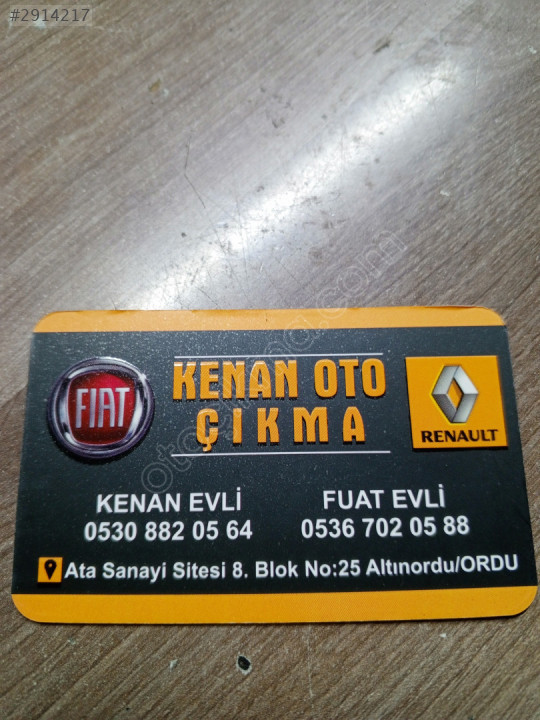 #2914217
KENAN OTO
ÇIKMA
FIAT
RENAULT
KENAN EVLİ
0530 882 05 64
FUAT EVLİ
0536 702 05 88
Ata Sanayi Sitesi 8. Blok No:25 Altınordu/ORDU